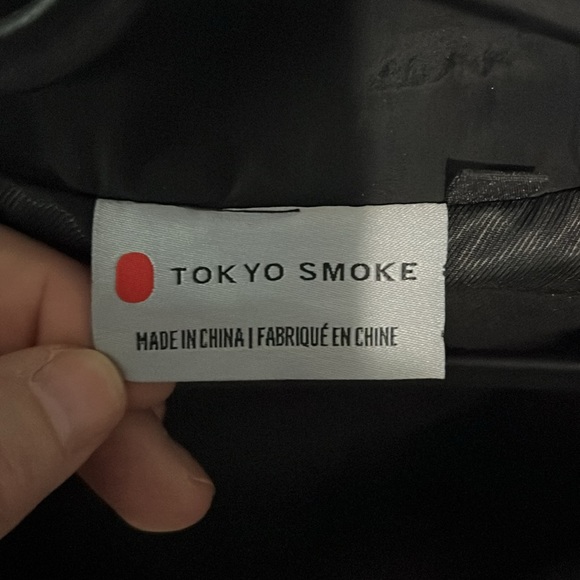 TOKYO SMOKE
MADE IN CHINA | FABRIQUÉ EN CHINE